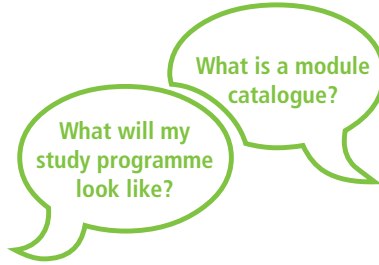 What is a module
catalogue?
What will my
study programme
look like?